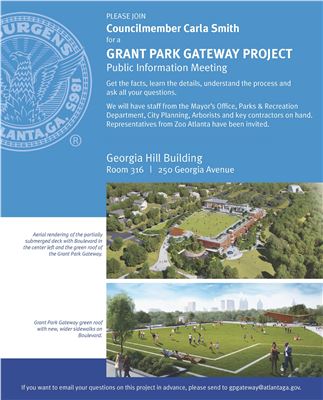 PLEASE JOIN
Councilmember Carla Smith
for a
GRANT PARK GATEWAY PROJECT
Public Information Meeting
Get the facts, learn the details, understand the process and
ask all your questions.
We will have staff from the Mayor's Office, Parks & Recreation
Department, City Planning, Arborists and key contractors on hand.
Representatives from Zoo Atlanta have been invited.
Georgia Hill Building
Room 316 | 250 Georgia Avenue
SURGENS
1865
ATLANTA, GA.
®
Aerial rendering of the partially
submerged deck with Boulevard in
the center left and the green roof of
the Grant Park Gateway.
Grant Park Gateway green roof
with new, wider sidewalks on
Boulevard.
If you want to email your questions on this project in advance, please send to gpgateway@atlantaga.gov.